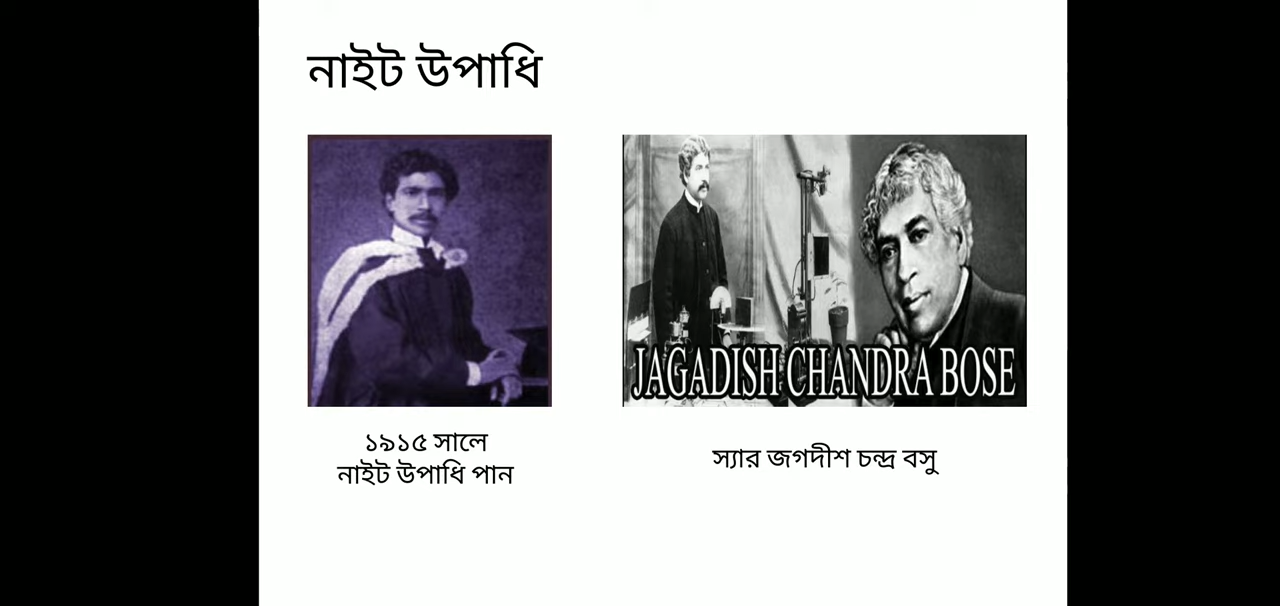 নাইট উপাধি
JAGADISH CHANDRA BOSE
১৯১৫ সালে
নাইট উপাধি পান
স্যার জগদীশ চন্দ্র বসু